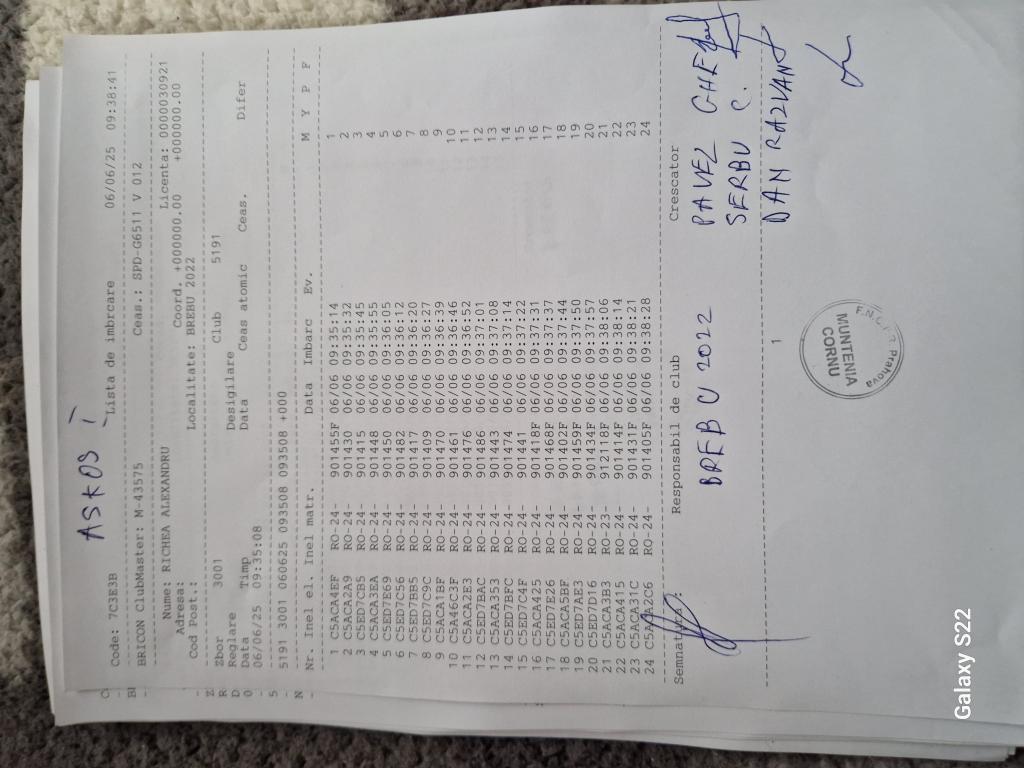 ASKOS I
Code: 7C3E3B Lista de imbrcare 06/06/25 09:38:41
BRICON ClubMaster: M-43575 Ceas.: SPD-G6511 V 012
Nume: RICHEA ALEXANDRU Licenta: 0000030921
Adresa: Coord. +000000.00 +000000.00
Cod Post.: Localitate: BREBU 2022
Zbor 3001 Club 5191
Reglare Desigilare
Data Timp Data Ceas atomic Ceas. Difer
06/06/25 09:35:08
5191 3001 060625 093508 093508 +000
Nr. Inel el. Inel matr. Data Imbarc Ev. M Y P F
1 C5ACA4EF RO-24- 901455F 06/06 09:35:14 1
2 C5ACA2A9 RO-24- 901430 06/06 09:35:32 2
3 C5ED7CB5 RO-24- 901415 06/06 09:35:45 3
4 C5ACA3EA RO-24- 901448 06/06 09:35:55 4
5 C5ED7E69 RO-24- 901450 06/06 09:36:05 5
6 C5ED7C56 RO-24- 901482 06/06 09:36:12 6
7 C5ED7BB5 RO-24- 901417 06/06 09:36:20 7
8 C5ED7C9C RO-24- 901409 06/06 09:36:27 8
9 C5ACA1BF RO-24- 901470 06/06 09:36:39 9
10 C5A46C3F RO-24- 901461 06/06 09:36:46 10
11 C5ACA2E3 RO-24- 901476 06/06 09:36:52 11
12 C5ED7BAC RO-24- 901486 06/06 09:37:01 12
13 C5ACA353 RO-24- 901443 06/06 09:37:08 13
14 C5ED7BFC RO-24- 901474 06/06 09:37:14 14
15 C5ED7C4F RO-24- 901441 06/06 09:37:22 15
16 C5ACA425 RO-24- 901418F 06/06 09:37:31 16
17 C5ED7E26 RO-24- 901468F 06/06 09:37:37 17
18 C5ACA5BF RO-24- 901402F 06/06 09:37:44 18
19 C5ED7AE3 RO-24- 901459F 06/06 09:37:50 19
20 C5ED7D16 RO-24- 901434F 06/06 09:37:57 20
21 C5ACA3B3 RO-23- 912118F 06/06 09:38:06 21
22 C5ACA415 RO-24- 901414F 06/06 09:38:14 22
23 C5ACA31C RO-24- 901431F 06/06 09:38:21 23
24 C5ACA2C6 RO-24- 901405F 06/06 09:38:28 24
Semnatura: Responsabil de club Crescator
BREBU 2022 PAVEL GHE
SERBU C.
DAN RAZVAN
1
F.N.C.P.R. Prahova
MUNTENIA
CORNU
Galaxy S22